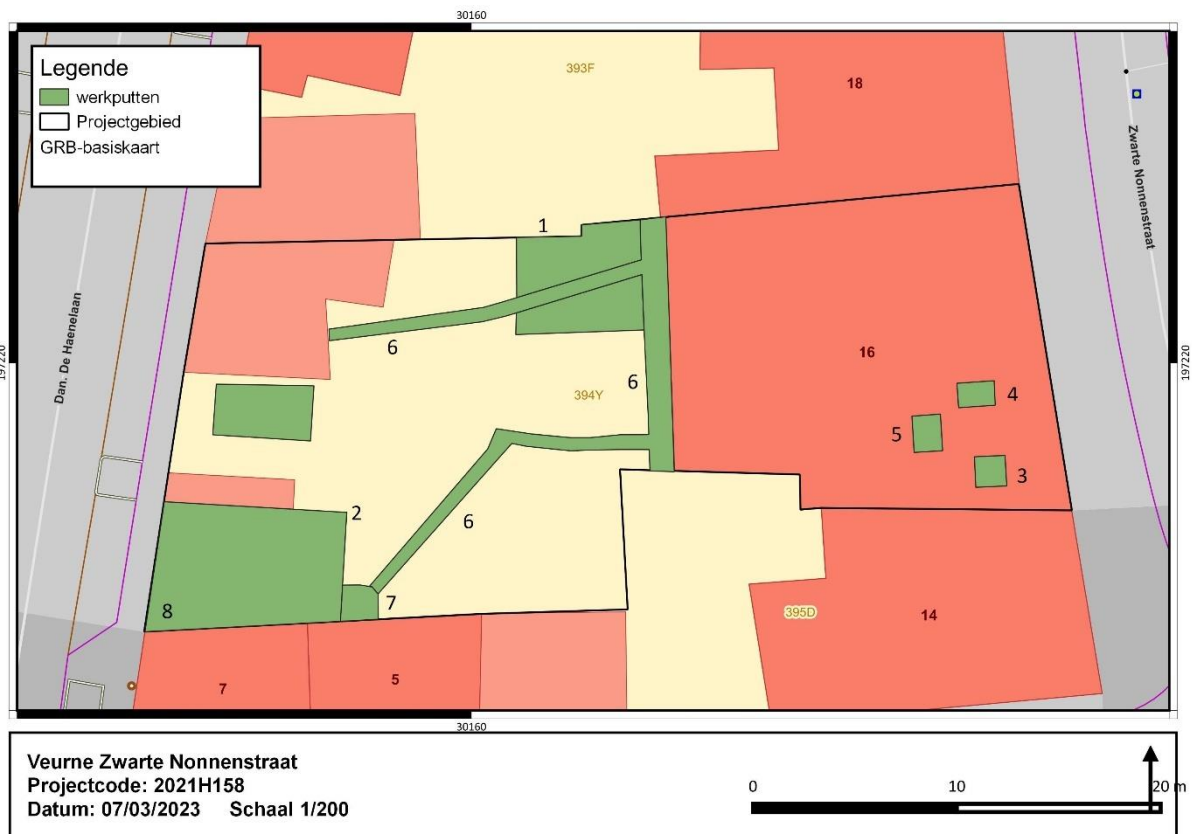 30160
Legende
werkputten
Projectgebied
GRB-basiskaart
393F
18
Zwarte Nonnenstraat
Dan. De Haenelaan
1
197220
197220
6
6
394Y
16
4
5
3
2
6
8
7
395D
14
7
5
30160
Veurne Zwarte Nonnenstraat
Projectcode: 2021H158
Datum: 07/03/2023 Schaal 1/200
0 10 20 m